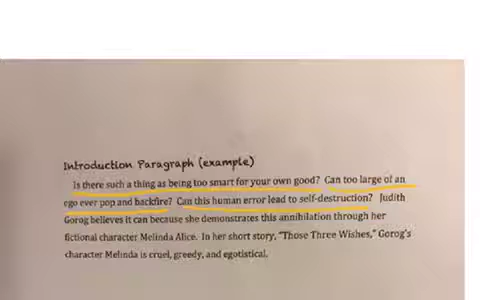 Introduction Paragraph (example)
Is there such a thing as being too smart for your own good? Can too large of an
ego ever pop and backfire? Can this human error lead to self-destruction? Judith
Gorog believes it can because she demonstrates this annihilation through her
fictional character Melinda Alice. In her short story, "Those Three Wishes," Gorog's
character Melinda is cruel, greedy, and egotistical.